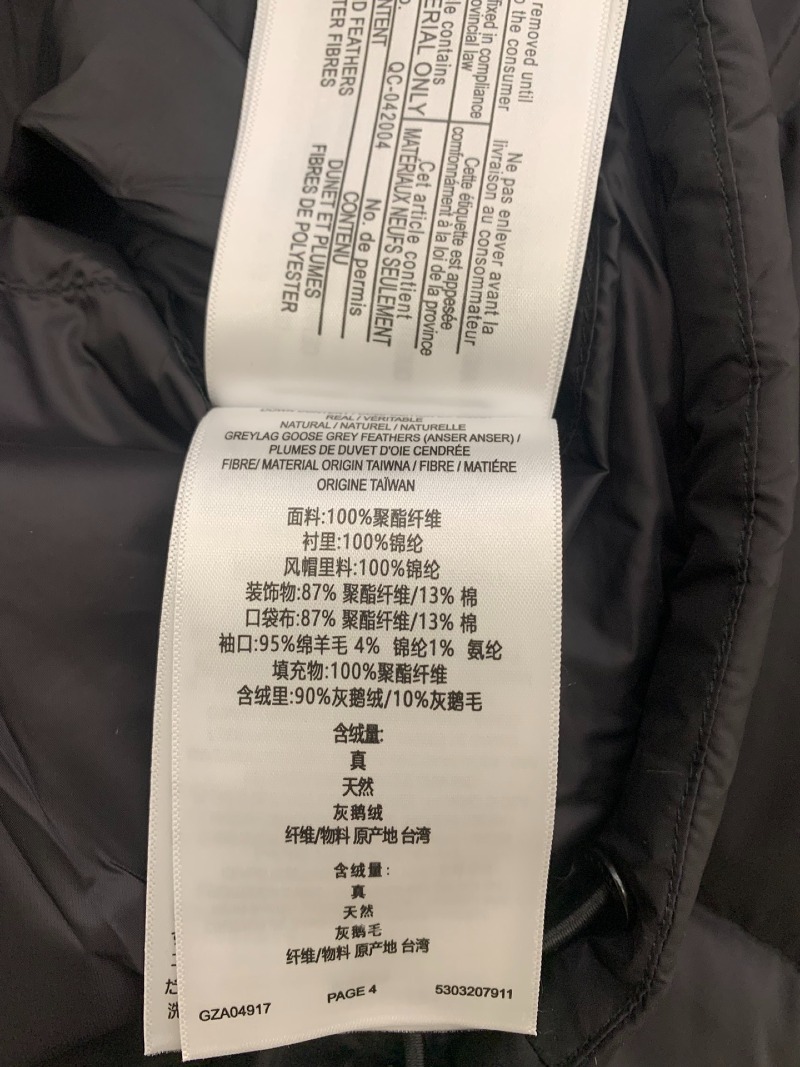 removed until
the consumer
Ne pas enlever avant la
livraison au consommateur
fixed in compliance
ovincial law
Cette étiquette est appesée
comfonnàment à la loi de la province
le contains
ERIAL ONLY
Cet article contient
MATÉRIAUX NEUFS SEULEMENT
QC-042004
No. de permis
NTENT
CONTENU
D FEATHERS
TER FIBRES
DUNET ET PLUMES
FIBRES DE POLYESTER
REAL / VÉRITABLE
NATURAL / NATUREL / NATURELLE
GREYLAG GOOSE GREY FEATHERS (ANSER ANSER) /
PLUMES DE DUVET D'OIE CENDRÉE
FIBRE/ MATERIAL ORIGIN TAIWNA / FIBRE / MATIÉRE
ORIGINE TAÏWAN
面料:100%聚酯纤维
衬里:100%锦纶
风帽里料:100%锦纶
装饰物:87% 聚酯纤维/13% 棉
口袋布:87% 聚酯纤维/13% 棉
袖口:95%绵羊毛 4% 锦纶1% 氨纶
填充物:100%聚酯纤维
含绒里:90%灰鹅绒/10%灰鹅毛
含绒量:
真
天然
灰鹅绒
纤维/物料 原产地 台湾
含绒量:
真
天然
灰鹅毛
纤维/物料 原产地 台湾
GZA04917 PAGE 4 5303207911